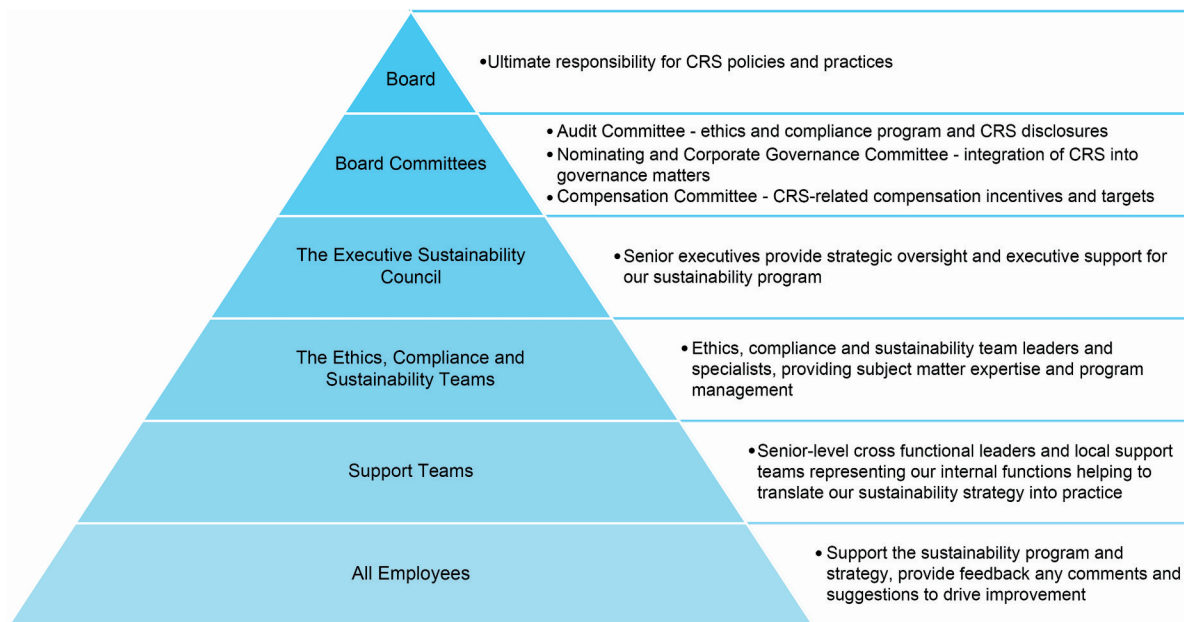 Board
•Ultimate responsibility for CRS policies and practices
Board Committees
• Audit Committee - ethics and compliance program and CRS disclosures
• Nominating and Corporate Governance Committee - integration of CRS into
governance matters
• Compensation Committee - CRS-related compensation incentives and targets
The Executive Sustainability
Council
• Senior executives provide strategic oversight and executive support for
our sustainability program
The Ethics, Compliance and
Sustainability Teams
• Ethics, compliance and sustainability team leaders and
specialists, providing subject matter expertise and program
management
Support Teams
• Senior-level cross functional leaders and local support
teams representing our internal functions helping to
translate our sustainability strategy into practice
All Employees
• Support the sustainability program and
strategy, provide feedback any comments and
suggestions to drive improvement